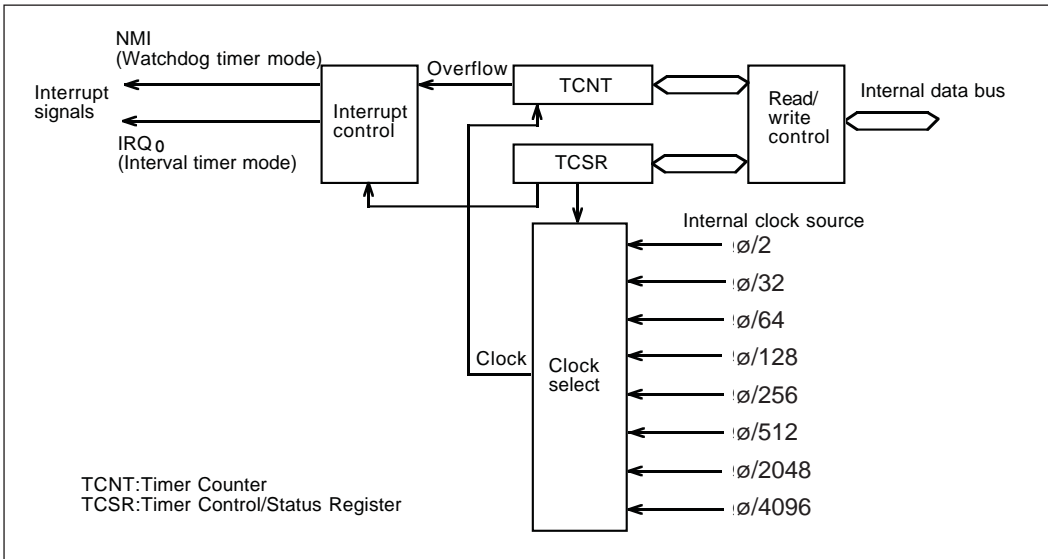 NMI
(Watchdog timer mode)
Interrupt
signals
IRQ0
(Interval timer mode)
Interrupt
control
Overflow
TCNT
TCSR
Read/
write
control
Internal data bus
Internal clock source
ø/2
ø/32
ø/64
ø/128
ø/256
ø/512
ø/2048
ø/4096
Clock
Clock
select
TCNT:Timer Counter
TCSR:Timer Control/Status Register